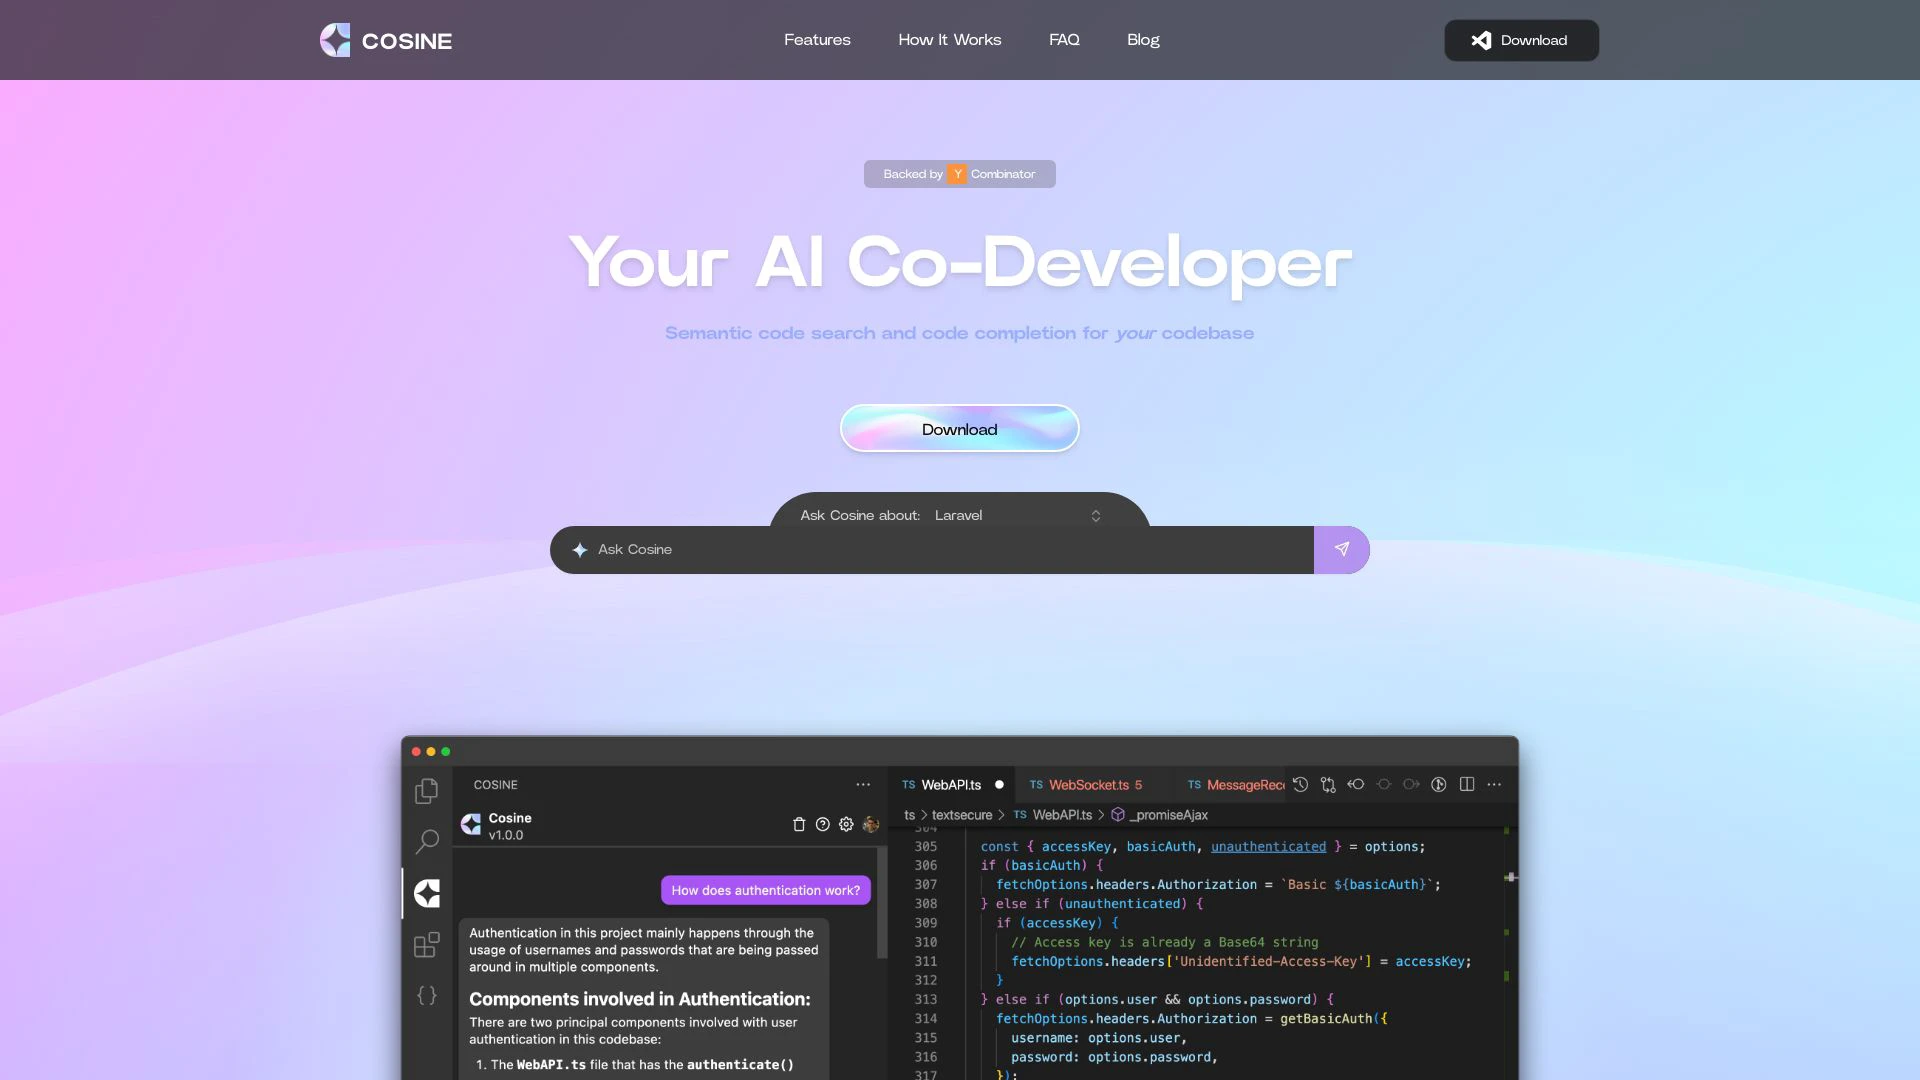 COSINE
Features
How It Works
FAQ
Blog
Download
Backed by Y Combinator
Your AI Co-Developer
Semantic code search and code completion for your codebase
Download
Ask Cosine about: Laravel
Ask Cosine
COSINE
Cosine
v1.0.0
How does authentication work?
Authentication in this project mainly happens through the
usage of usernames and passwords that are being passed
around in multiple components.
Components involved in Authentication:
There are two principal components involved with user
authentication in this codebase:
1. The WebAPI.ts file that has the authenticate()
TS WebAPI.ts
TS WebSocket.ts 5
TS MessageRec
ts > textsecure > TS WebAPI.ts > _promiseAjax
304
305 const { accessKey, basicAuth, unauthenticated } = options;
306 if (basicAuth) {
307 fetchOptions.headers.Authorization = `Basic ${basicAuth}`;
308 } else if (unauthenticated) {
309 if (accessKey) {
310 // Access key is already a Base64 string
311 fetchOptions.headers['Unidentified-Access-Key'] = accessKey;
312 }
313 } else if (options.user && options.password) {
314 fetchOptions.headers.Authorization = getBasicAuth({
315 username: options.user,
316 password: options.password,
317 });